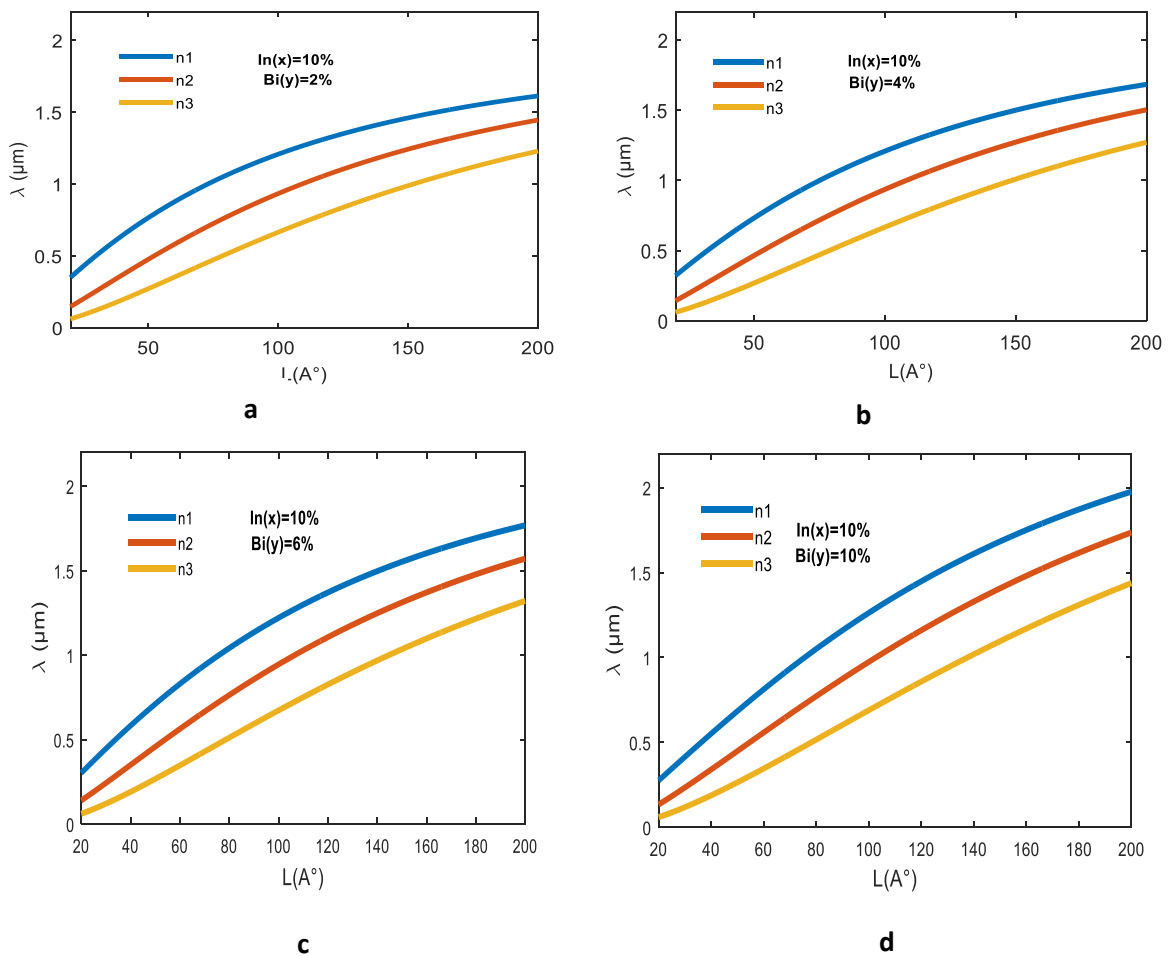 2
1.5
1
0.5
0
λ (μm)
n1
n2
n3
In(x)=10%
Bi(y)=2%
50
100
150
200
L(A°)
a
2
1.5
1
0.5
0
λ (μm)
n1
n2
n3
In(x)=10%
Bi(y)=4%
50
100
150
200
L(A°)
b
2
1.5
1
0.5
0
λ (μm)
n1
n2
n3
In(x)=10%
Bi(y)=6%
20 40 60 80 100 120 140 160 180 200
L(A°)
c
2
1.5
1
0.5
0
λ (μm)
n1
n2
n3
In(x)=10%
Bi(y)=10%
20 40 60 80 100 120 140 160 180 200
L(A°)
d